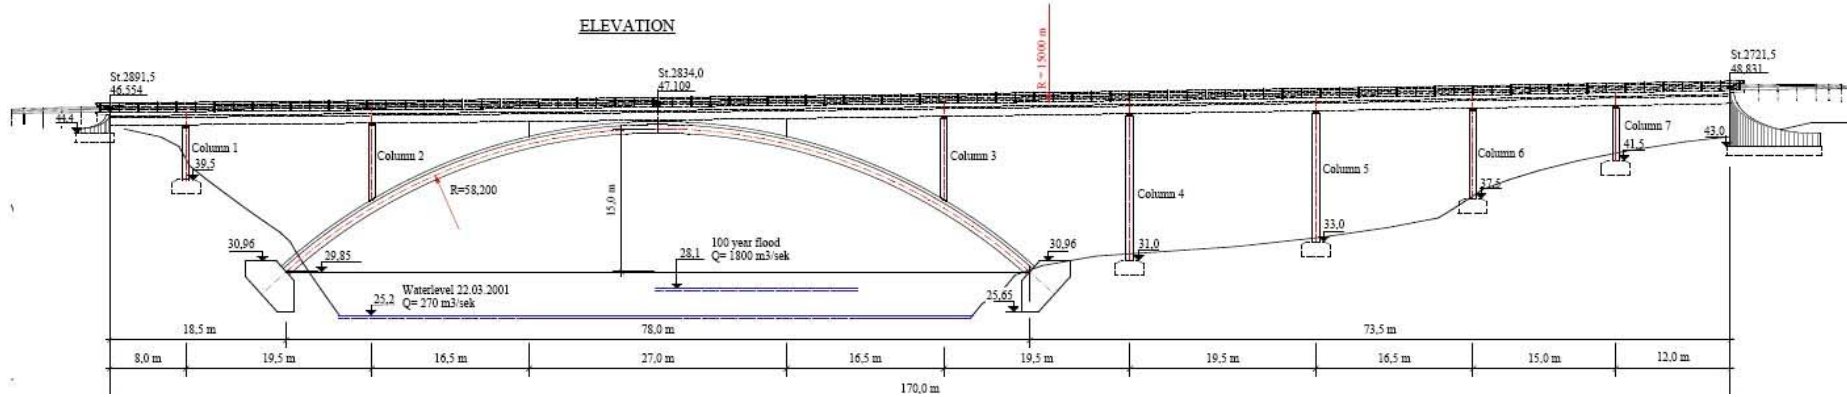 ELEVATION
R = 15000 m
St.2891,5
46.554
St.2834,0
47.109
St.2721,5
48,831
44,4
Column 1
39,5
Column 2
R=58,200
15,0 m
Column 3
Column 4
Column 5
Column 6
Column 7
43,0
41,5
37,5
33,0
31,0
30,96
29,85
100 year flood
28,1
Q= 1800 m3/sek
30,96
Waterlevel 22.03.2001
25,2
Q= 270 m3/sek
25,65
18,5 m
78,0 m
73,5 m
8,0 m
19,5 m
16,5 m
27,0 m
16,5 m
19,5 m
19,5 m
16,5 m
15,0 m
12,0 m
170,0 m